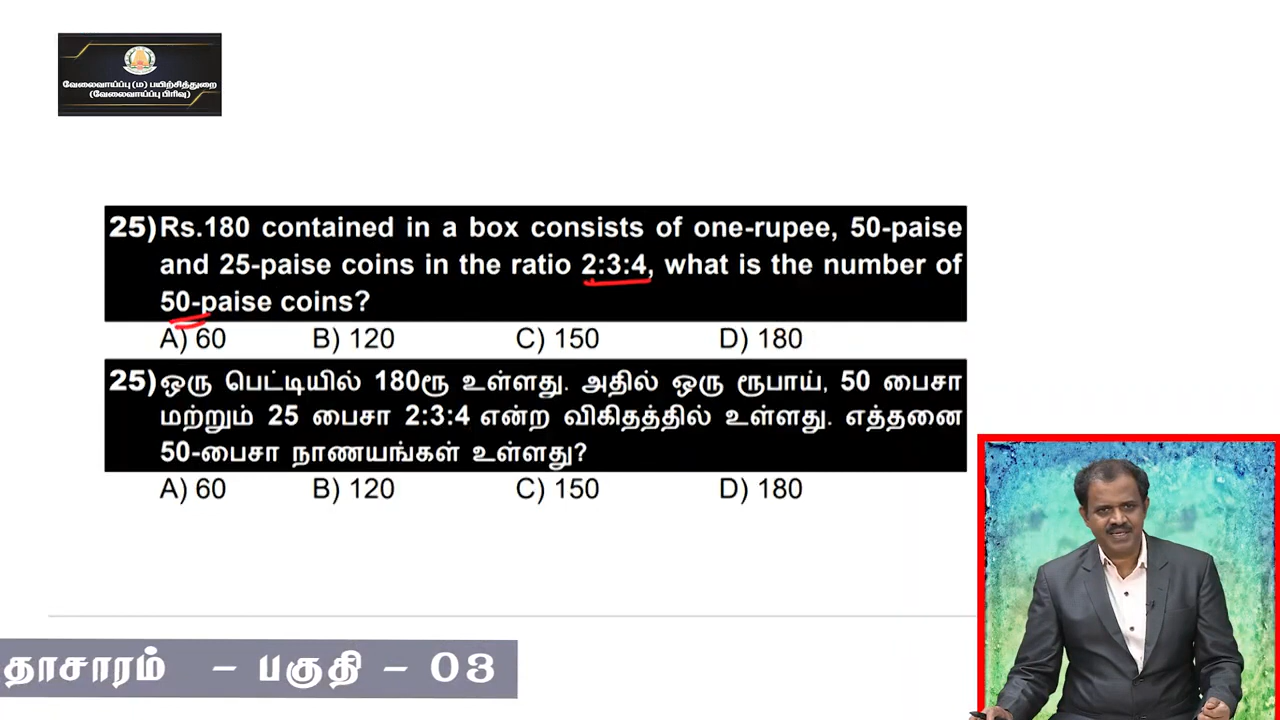 வேலைவாய்ப்பு (ம) பயிற்சித்துறை
(வேலைவாய்ப்பு பிரிவு)
25) Rs.180 contained in a box consists of one-rupee, 50-paise
and 25-paise coins in the ratio 2:3:4, what is the number of
50-paise coins?
A) 60 B) 120 C) 150 D) 180
25) ஒரு பெட்டியில் 180ரூ உள்ளது. அதில் ஒரு ரூபாய், 50 பைசா
மற்றும் 25 பைசா 2:3:4 என்ற விகிதத்தில் உள்ளது. எத்தனை
50-பைசா நாணயங்கள் உள்ளது?
A) 60 B) 120 C) 150 D) 180
தாசாரம் - பகுதி - 03